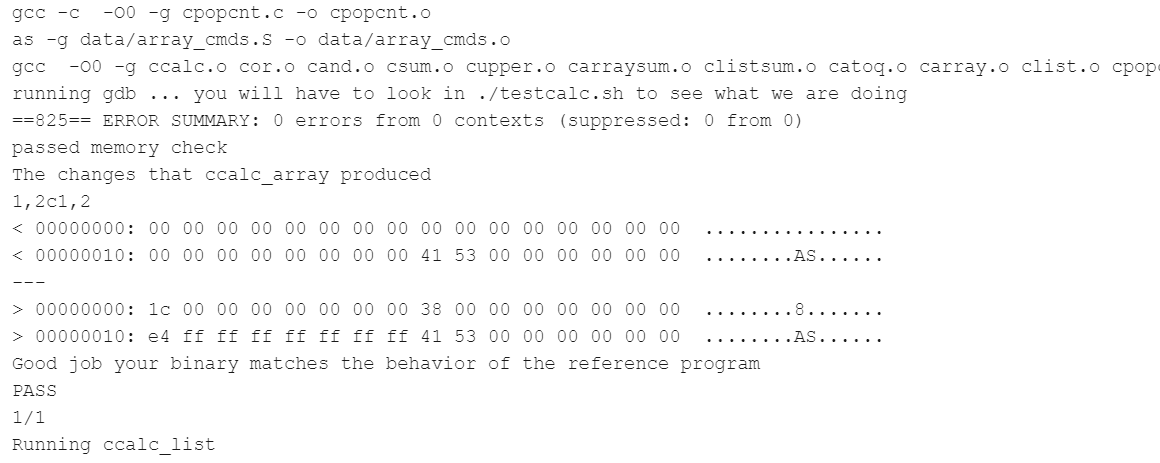 gcc -c  -O0 -g cpopcnt.c -o cpopcnt.o
as -g data/array_cmds.S -o data/array_cmds.o
gcc  -O0 -g ccalc.o cor.o cand.o csum.o cupper.o carraysum.o clistsum.o catoq.o carray.o clist.o cpopc
running gdb ... you will have to look in ./testcalc.sh to see what we are doing
==825== ERROR SUMMARY: 0 errors from 0 contexts (suppressed: 0 from 0)
passed memory check
The changes that ccalc_array produced
1,2c1,2
< 00000000: 00 00 00 00 00 00 00 00 00 00 00 00 00 00 00 00  ................
< 00000010: 00 00 00 00 00 00 00 00 41 53 00 00 00 00 00 00  ........AS......
---
> 00000000: 1c 00 00 00 00 00 00 00 38 00 00 00 00 00 00 00  ........8.......
> 00000010: e4 ff ff ff ff ff ff ff 41 53 00 00 00 00 00 00  ........AS......
Good job your binary matches the behavior of the reference program
PASS
1/1
Running ccalc_list